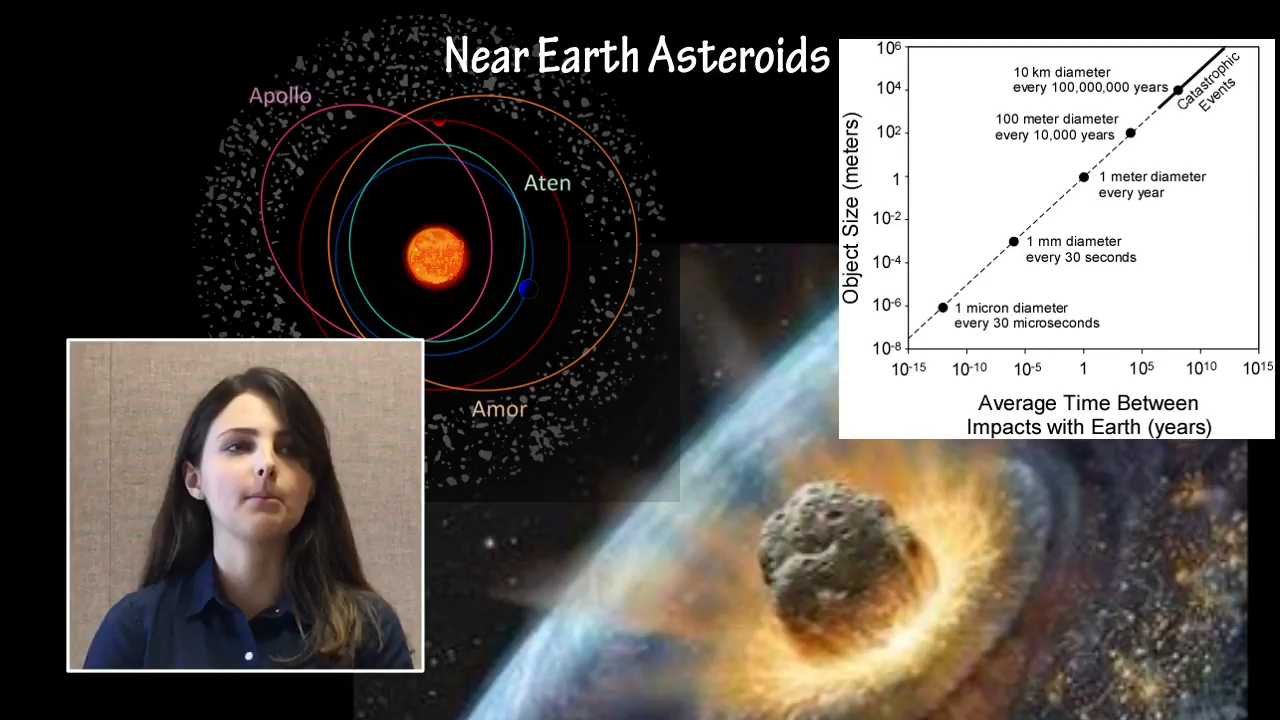 Near Earth Asteroids
Apollo
Aten
Amor
Object Size (meters)
10⁶
10⁴
10²
1
10⁻²
10⁻⁴
10⁻⁶
10⁻⁸
10 km diameter
every 100,000,000 years
Catastrophic
Events
100 meter diameter
every 10,000 years
1 meter diameter
every year
1 mm diameter
every 30 seconds
1 micron diameter
every 30 microseconds
10⁻¹⁵ 10⁻¹⁰ 10⁻⁵ 1 10⁵ 10¹⁰ 10¹⁵
Average Time Between
Impacts with Earth (years)